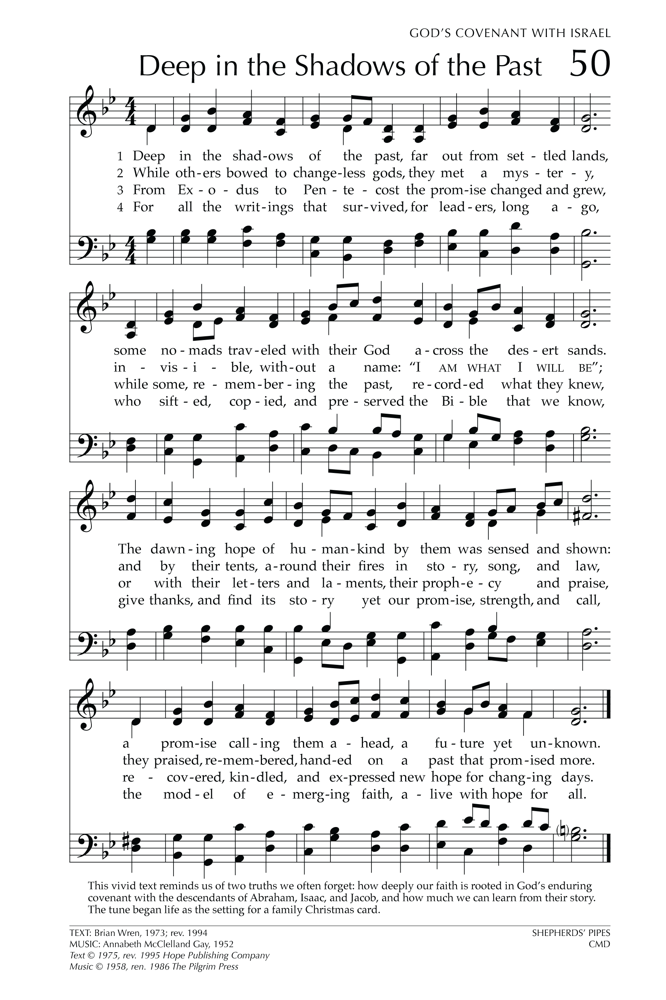 GOD’S COVENANT WITH ISRAEL
Deep in the Shadows of the Past 50
1 Deep in the shad-ows of the past, far out from set - tled lands,
2 While oth-ers bowed to change-less gods, they met a mys - ter - y,
3 From Ex - o - dus to Pen - te - cost the prom-ise changed and grew,
4 For all the writ-ings that sur-vived, for lead-ers, long a - go,
some no - mads trav-eled with their God a - cross the des - ert sands.
in - vis - i - ble, with-out a name: “I AM WHAT I WILL BE”;
while some, re - mem-ber - ing the past, re - cord-ed what they knew,
who sift - ed, cop - ied, and pre - served the Bi - ble that we know,
The dawn - ing hope of hu - man-kind by them was sensed and shown:
and by their tents, a-round their fires in sto - ry, song, and law,
or with their let - ters and la - ments, their proph-e - cy and praise,
give thanks, and find its sto - ry yet our prom-ise, strength, and call,
a prom-ise call - ing them a - head, a fu - ture yet un-known.
they praised, re-mem-bered, hand-ed on a past that prom-ised more.
re - cov-ered, kin-dled, and ex-pressed new hope for chang-ing days.
the mod - el of e - merg-ing faith, a - live with hope for all.
This vivid text reminds us of two truths we often forget: how deeply our faith is rooted in God’s enduring
covenant with the descendants of Abraham, Isaac, and Jacob, and how much we can learn from their story.
The tune began life as the setting for a family Christmas card.
TEXT: Brian Wren, 1973; rev. 1994 SHEPHERDS’ PIPES
MUSIC: Annabeth McClelland Gay, 1952 CMD
Text © 1975, rev. 1995 Hope Publishing Company
Music © 1958, ren. 1986 The Pilgrim Press